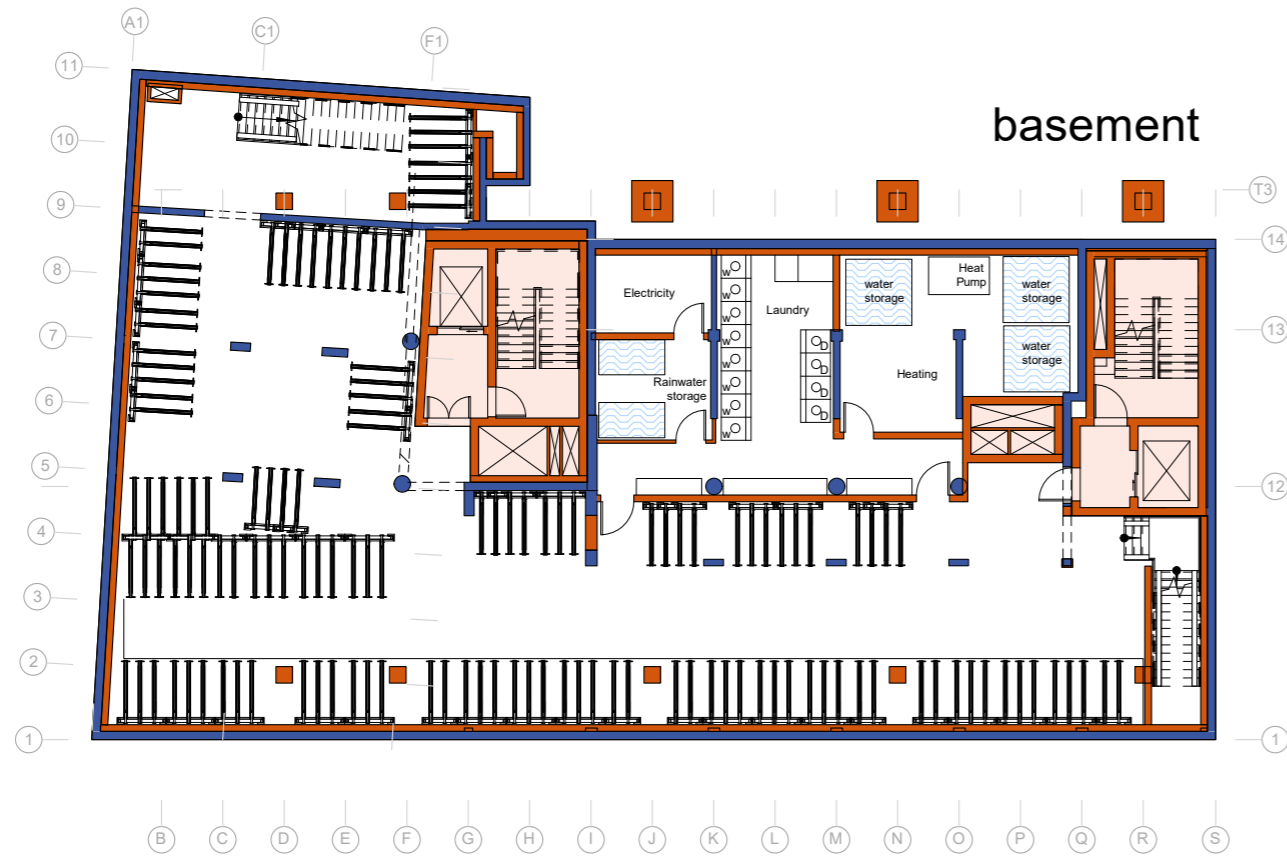 A1
C1
F1
11
basement
10
T3
9
14
8
Electricity
Laundry
water
storage
Heat
Pump
water
storage
W
W
W
W
W
W
W
W
7
13
water
storage
D
D
D
D
Heating
Rainwater
storage
6
5
12
4
3
2
1
1
B
C
D
E
F
G
H
I
J
K
L
M
N
O
P
Q
R
S